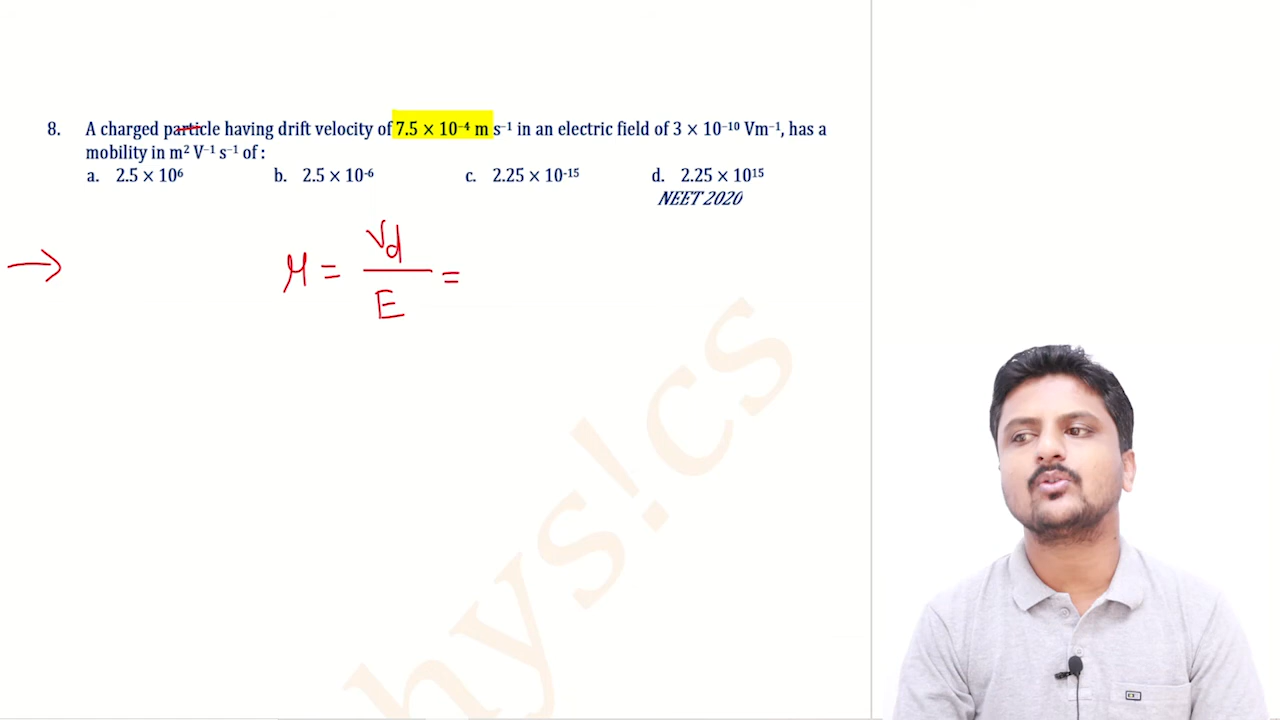 8. A charged particle having drift velocity of 7.5 × 10⁻⁴ m s⁻¹ in an electric field of 3 × 10⁻¹⁰ Vm⁻¹, has a
mobility in m² V⁻¹ s⁻¹ of :
a. 2.5 × 10⁶ b. 2.5 × 10⁻⁶ c. 2.25 × 10⁻¹⁵ d. 2.25 × 10¹⁵
NEET 2020
μ = Vd / E =
hys!cs